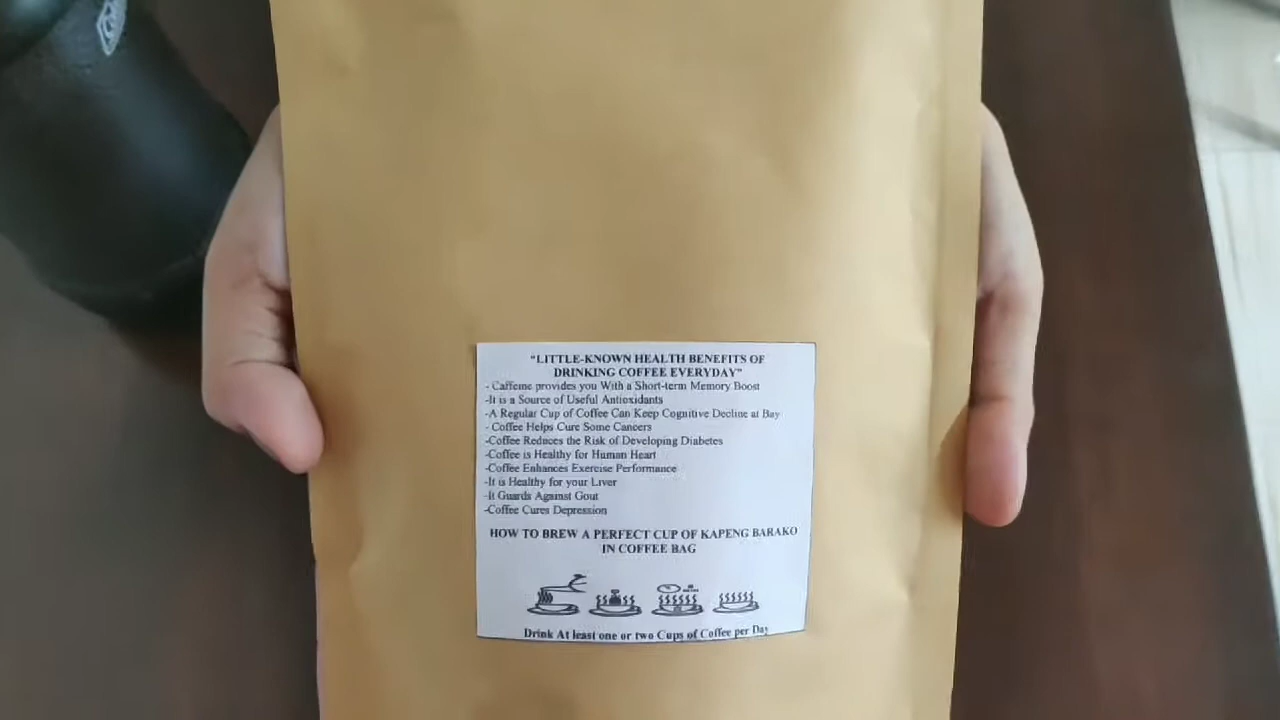 "LITTLE-KNOWN HEALTH BENEFITS OF
DRINKING COFFEE EVERYDAY"
- Caffeine provides you With a Short-term Memory Boost
-It is a Source of Useful Antioxidants
-A Regular Cup of Coffee Can Keep Cognitive Decline at Bay
- Coffee Helps Cure Some Cancers
-Coffee Reduces the Risk of Developing Diabetes
-Coffee is Healthy for Human Heart
-Coffee Enhances Exercise Performance
-It is Healthy for your Liver
-It Guards Against Gout
-Coffee Cures Depression
HOW TO BREW A PERFECT CUP OF KAPENG BARAKO
IN COFFEE BAG
Drink At least one or two Cups of Coffee per Day